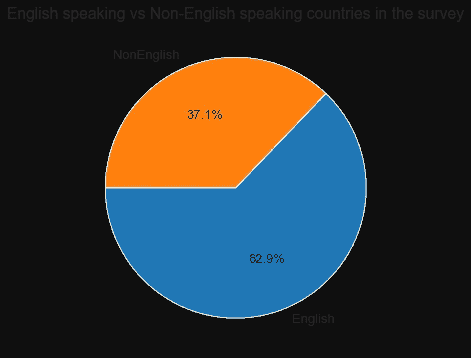 English speaking vs Non-English speaking countries in the survey
NonEnglish
37.1%
62.9%
English